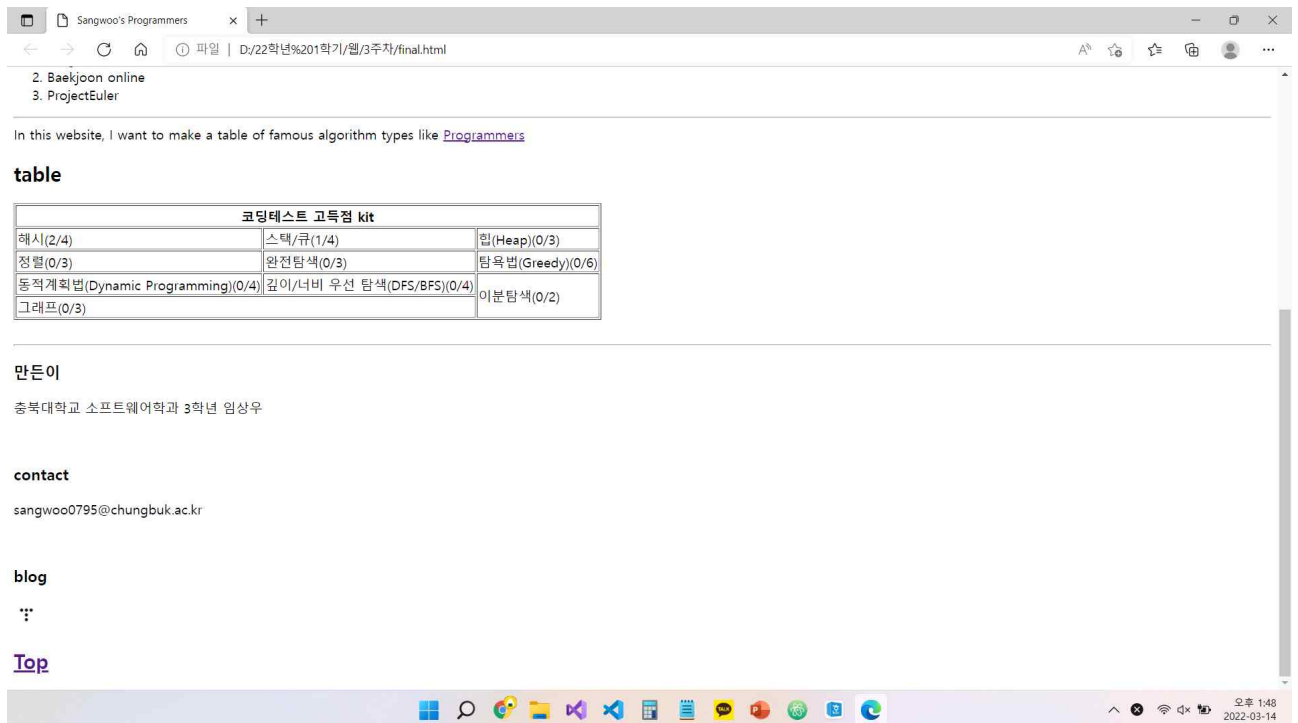 Sangwoo's Programmers
파일 | D:/22학년%201학기/웹/3주차/final.html
2. Baekjoon online
3. ProjectEuler
In this website, I want to make a table of famous algorithm types like Programmers
table
코딩테스트 고득점 kit
해시(2/4) 스택/큐(1/4) 힙(Heap)(0/3)
정렬(0/3) 완전탐색(0/3) 탐욕법(Greedy)(0/6)
동적계획법(Dynamic Programming)(0/4) 깊이/너비 우선 탐색(DFS/BFS)(0/4) 이분탐색(0/2)
그래프(0/3)
만든이
충북대학교 소프트웨어학과 3학년 임상우
contact
sangwoo0795@chungbuk.ac.kr
blog
Top
오후 1:48
2022-03-14